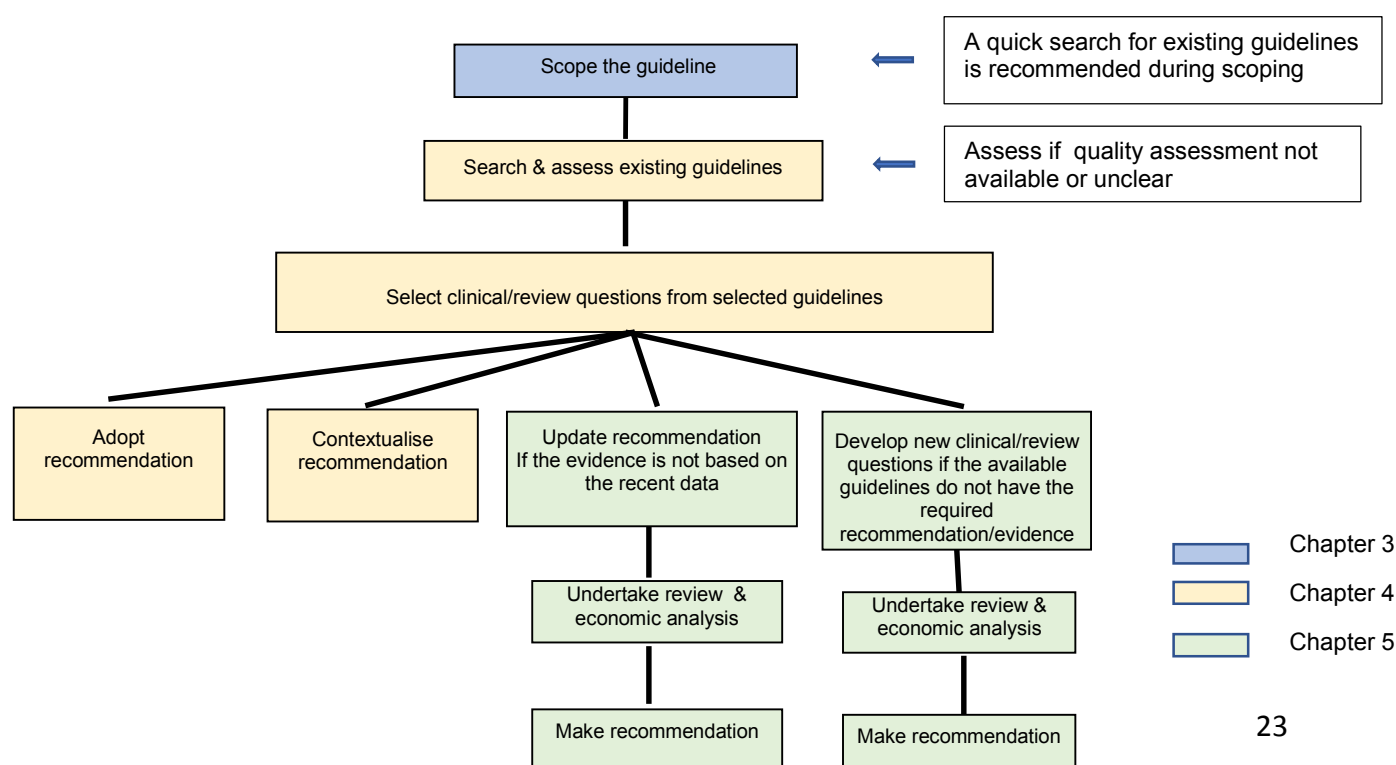 Scope the guideline
A quick search for existing guidelines
is recommended during scoping
Search & assess existing guidelines
Assess if  quality assessment not
available or unclear
Select clinical/review questions from selected guidelines
Adopt
recommendation
Contextualise
recommendation
Update recommendation
If the evidence is not based on
the recent data
Develop new clinical/review
questions if the available
guidelines do not have the
required
recommendation/evidence
Undertake review  &
economic analysis
Undertake review &
economic analysis
Make recommendation
Make recommendation
Chapter 3
Chapter 4
Chapter 5
23